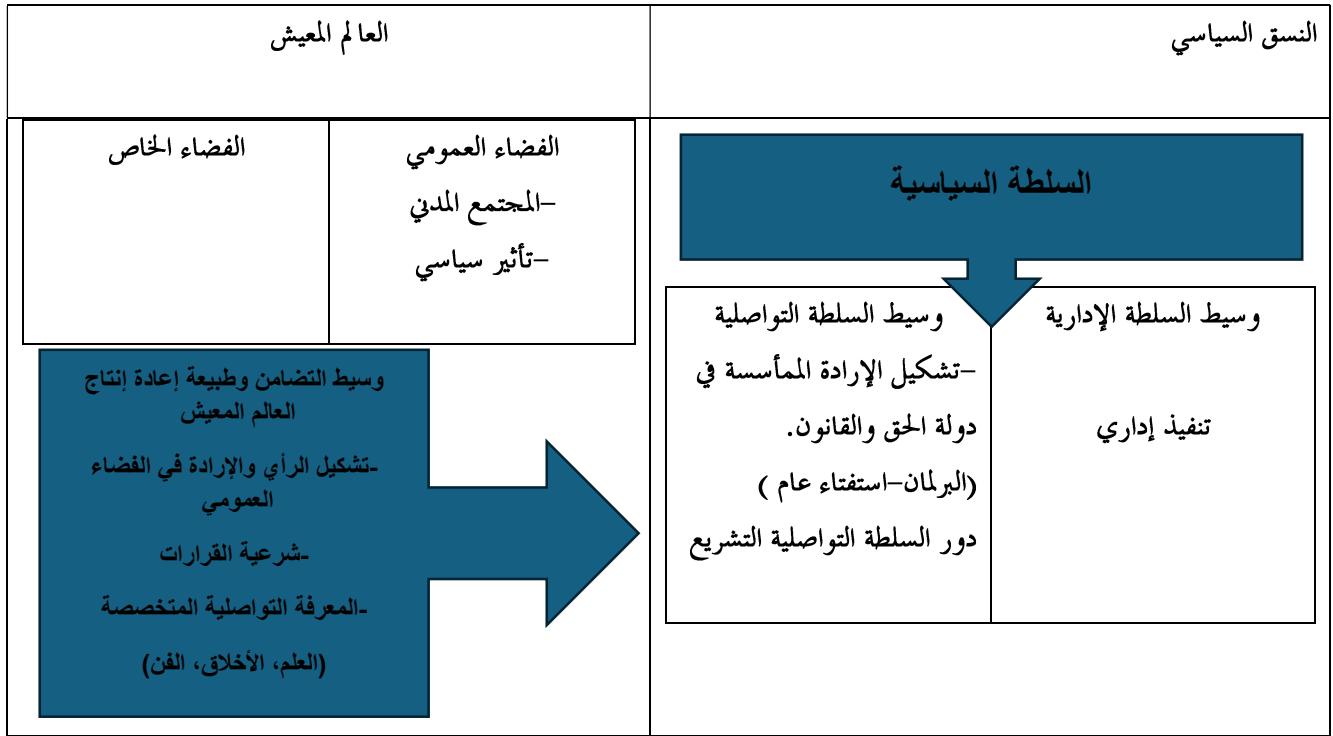 النسق السياسي
العالم المعيش
السلطة السياسية
وسيط السلطة الإدارية
تنفيذ إداري
وسيط السلطة التواصلية
–تشكيل الإرادة الممأسسة في
دولة الحق والقانون.
(البرلمان–استفتاء عام )
دور السلطة التواصلية التشريع
الفضاء العمومي
–المجتمع المدني
–تأثير سياسي
الفضاء الخاص
وسيط التضامن وطبيعة إعادة إنتاج
العالم المعيش
-تشكيل الرأي والإرادة في الفضاء
العمومي
-شرعية القرارات
-المعرفة التواصلية المتخصصة
(العلم، الأخلاق، الفن)